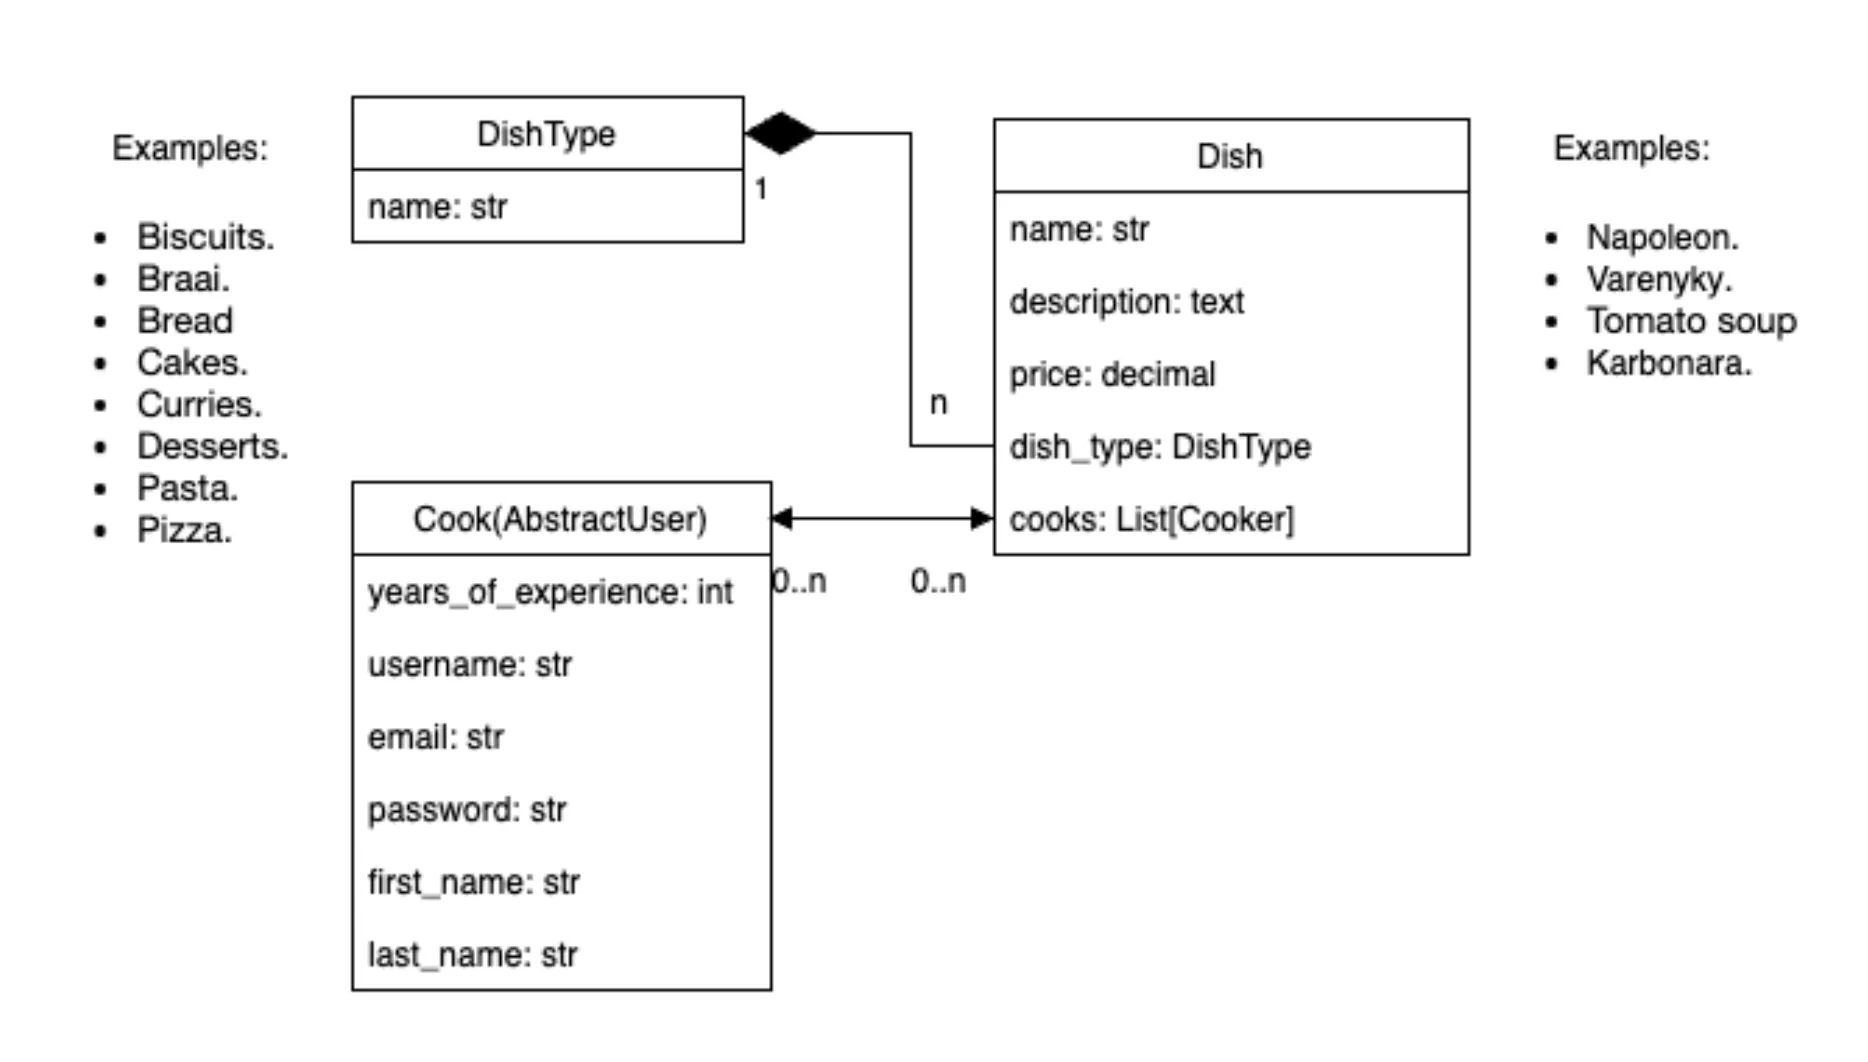 Examples:
• Biscuits.
• Braai.
• Bread
• Cakes.
• Curries.
• Desserts.
• Pasta.
• Pizza.
DishType
name: str
1
n
Dish
name: str
description: text
price: decimal
dish_type: DishType
cooks: List[Cooker]
Examples:
• Napoleon.
• Varenyky.
• Tomato soup
• Karbonara.
Cook(AbstractUser)
years_of_experience: int
username: str
email: str
password: str
first_name: str
last_name: str
0..n
0..n